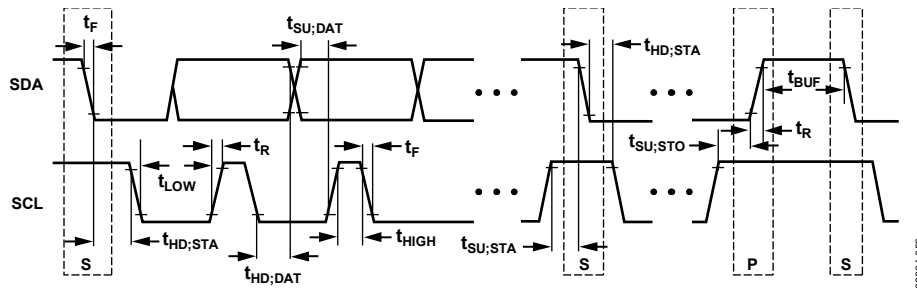 tF
tSU;DAT
tHD;STA
SDA
tBUF
tR
tF
tSU;STO
tR
tLOW
SCL
tHD;STA
tHD;DAT
tHIGH
tSU;STA
S
S
P
S